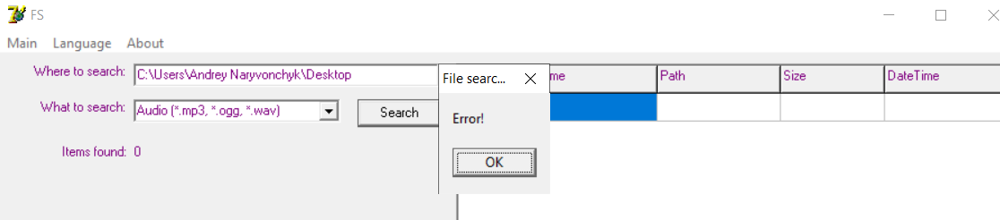 FS
Main Language About
Where to search: C:\Users\Andrey Naryvonchyk\Desktop
What to search: Audio (*.mp3, *.ogg, *.wav) Search
Items found: 0
File searc...
Error!
OK
me Path Size DateTime